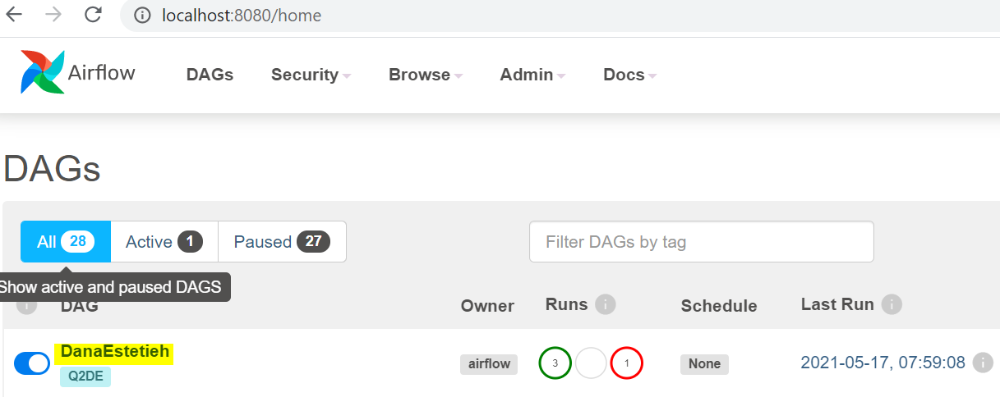 localhost:8080/home
Airflow DAGs Security Browse Admin Docs
DAGs
All 28 Active 1 Paused 27 Filter DAGs by tag
Show active and paused DAGS
DAG Owner Runs i Schedule Last Run i
DanaEstetieh airflow 3 1 None 2021-05-17, 07:59:08 i
Q2DE